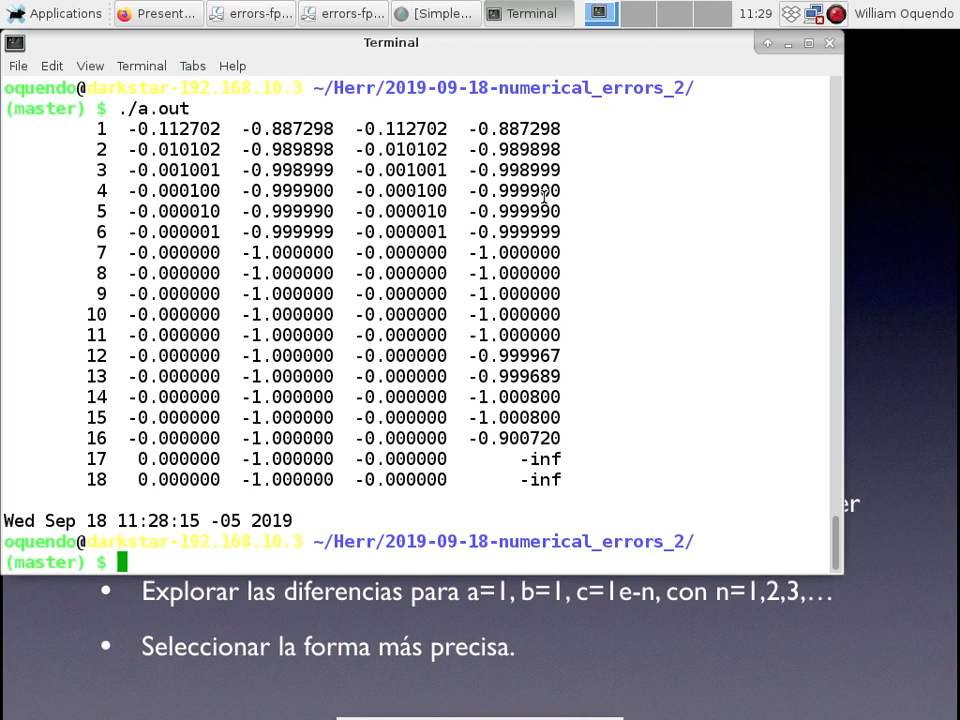 Applications Present... errors-fp... errors-fp... [Simple... Terminal 11:29 William Oquendo
Terminal
File Edit View Terminal Tabs Help
oquendo@darkstar-192.168.10.3 ~/Herr/2019-09-18-numerical_errors_2/
(master) $ ./a.out
1 -0.112702 -0.887298 -0.112702 -0.887298
2 -0.010102 -0.989898 -0.010102 -0.989898
3 -0.001001 -0.998999 -0.001001 -0.998999
4 -0.000100 -0.999900 -0.000100 -0.999900
5 -0.000010 -0.999990 -0.000010 -0.999990
6 -0.000001 -0.999999 -0.000001 -0.999999
7 -0.000000 -1.000000 -0.000000 -1.000000
8 -0.000000 -1.000000 -0.000000 -1.000000
9 -0.000000 -1.000000 -0.000000 -1.000000
10 -0.000000 -1.000000 -0.000000 -1.000000
11 -0.000000 -1.000000 -0.000000 -1.000000
12 -0.000000 -1.000000 -0.000000 -0.999967
13 -0.000000 -1.000000 -0.000000 -0.999689
14 -0.000000 -1.000000 -0.000000 -1.000800
15 -0.000000 -1.000000 -0.000000 -1.000800
16 -0.000000 -1.000000 -0.000000 -0.900720
17 0.000000 -1.000000 -0.000000 -inf
18 0.000000 -1.000000 -0.000000 -inf
er
Wed Sep 18 11:28:15 -05 2019
oquendo@darkstar-192.168.10.3 ~/Herr/2019-09-18-numerical_errors_2/
(master) $
• Explorar las diferencias para a=1, b=1, c=1e-n, con n=1,2,3,…
• Seleccionar la forma más precisa.